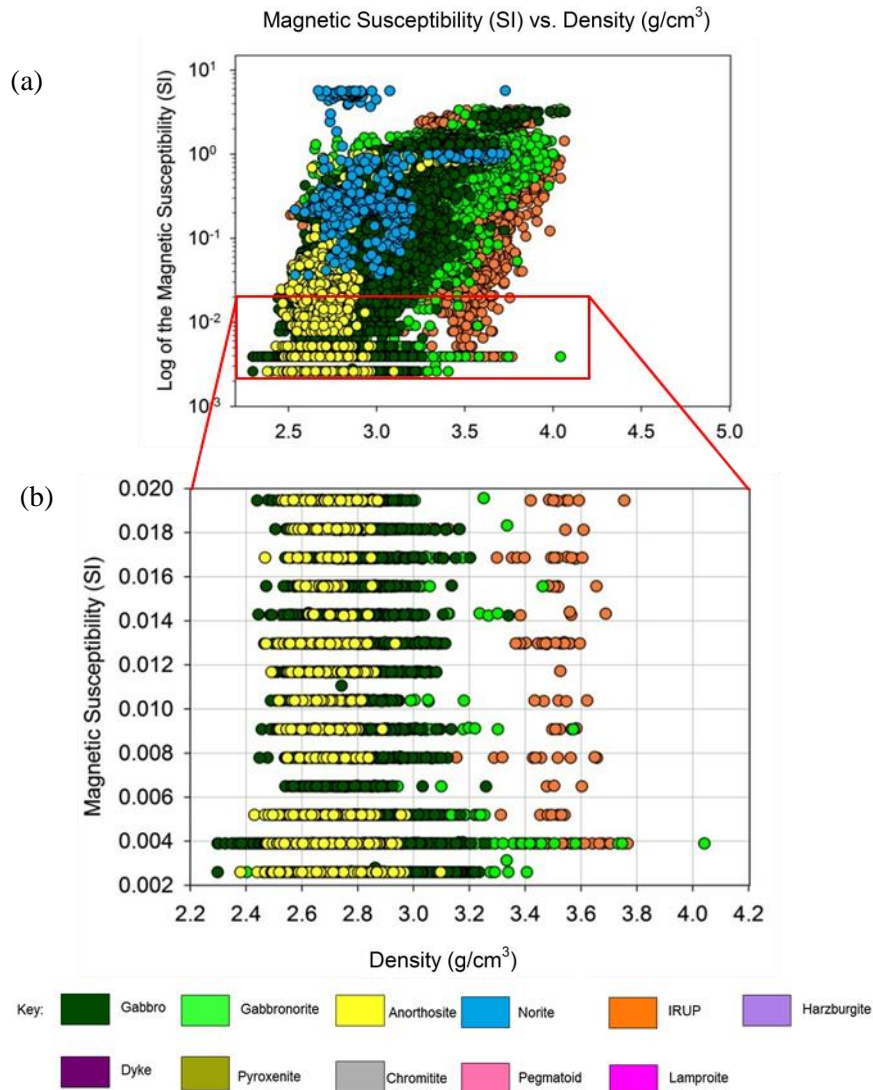 Magnetic Susceptibility (SI) vs. Density (g/cm³)
(a)
Log of the Magnetic Susceptibility (SI)
10¹
10⁰
10⁻¹
10⁻²
10⁻³
2.5 3.0 3.5 4.0 4.5 5.0
(b)
Magnetic Susceptibility (SI)
0.020
0.018
0.016
0.014
0.012
0.010
0.008
0.006
0.004
0.002
2.2 2.4 2.6 2.8 3.0 3.2 3.4 3.6 3.8 4.0 4.2
Density (g/cm³)
Key: Gabbro Gabbronorite Anorthosite Norite IRUP Harzburgite
Dyke Pyroxenite Chromitite Pegmatoid Lamproite